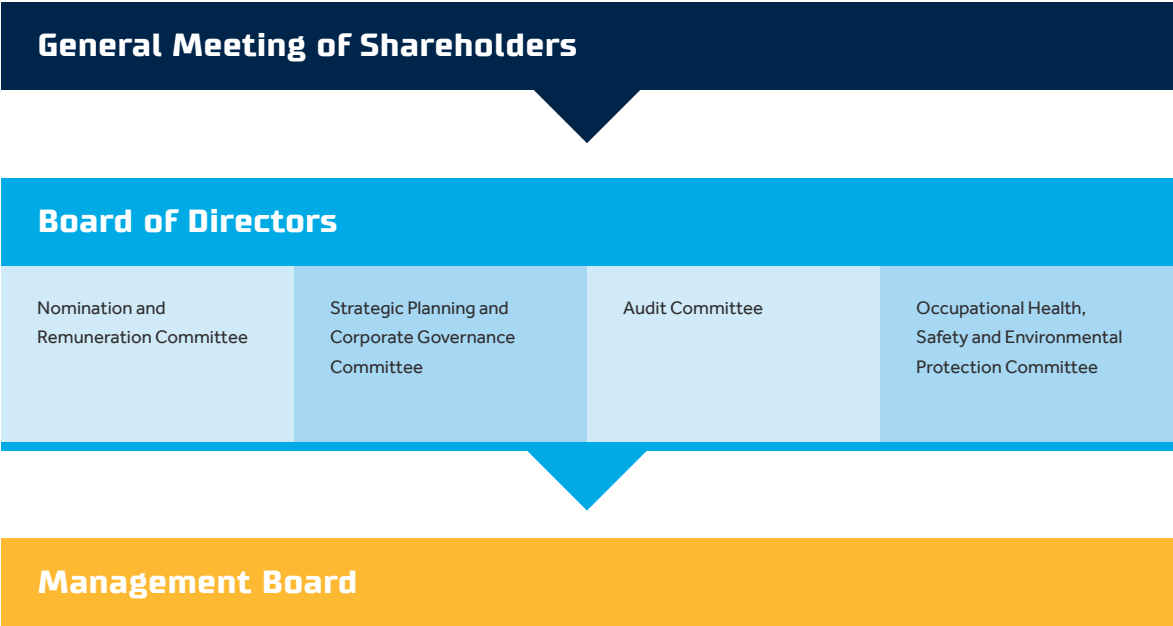 General Meeting of Shareholders
Board of Directors
Nomination and
Remuneration Committee
Strategic Planning and
Corporate Governance
Committee
Audit Committee
Occupational Health,
Safety and Environmental
Protection Committee
Management Board